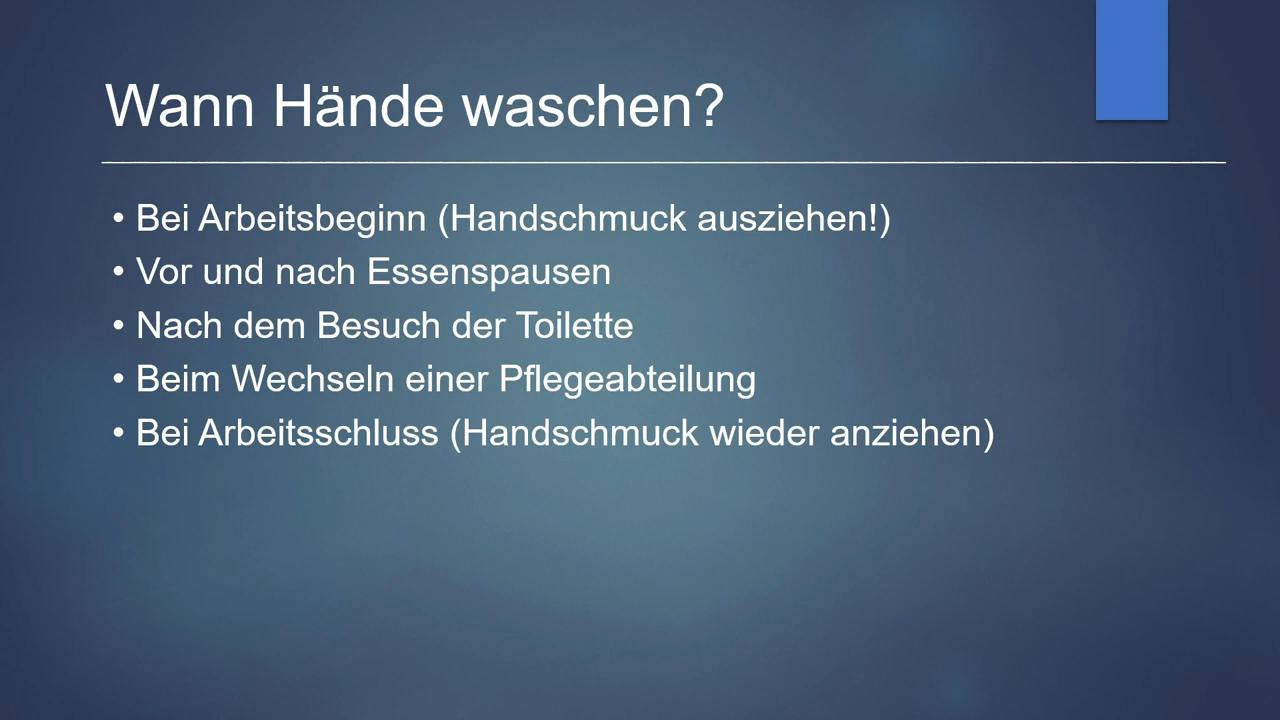 Wann Hände waschen?
• Bei Arbeitsbeginn (Handschmuck ausziehen!)
• Vor und nach Essenspausen
• Nach dem Besuch der Toilette
• Beim Wechseln einer Pflegeabteilung
• Bei Arbeitsschluss (Handschmuck wieder anziehen)